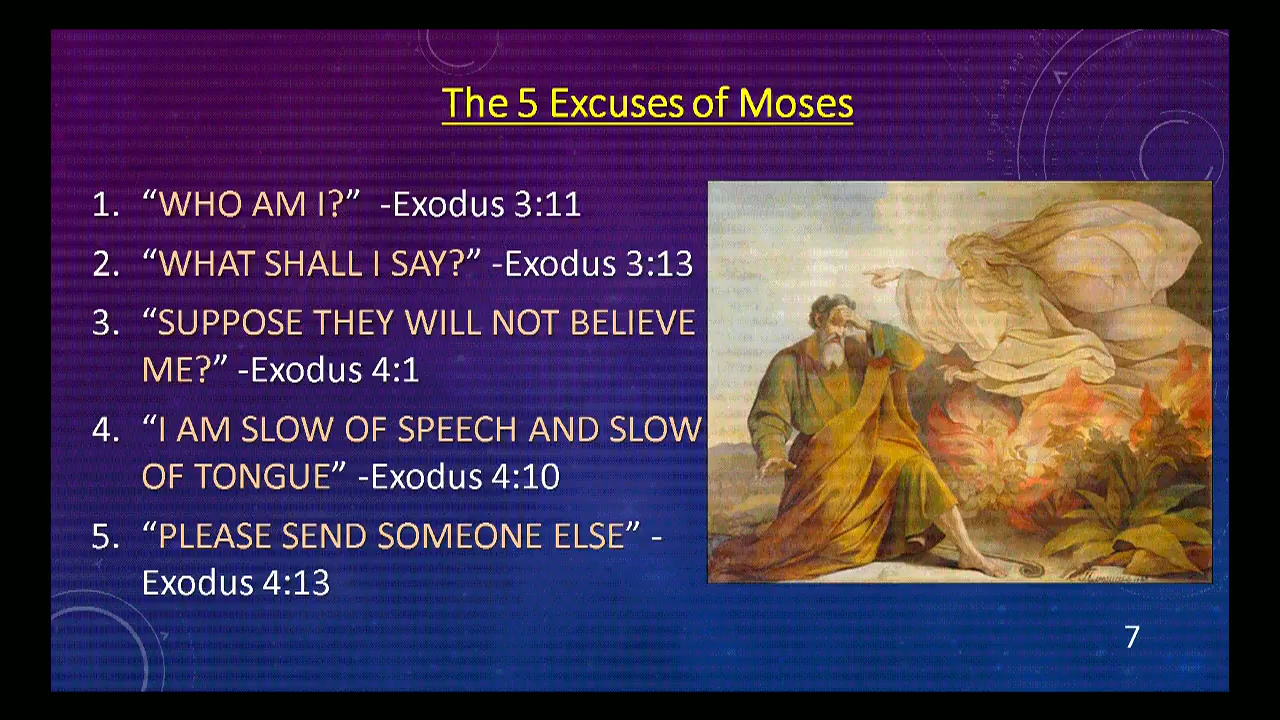 The 5 Excuses of Moses
1. “WHO AM I?” -Exodus 3:11
2. “WHAT SHALL I SAY?” -Exodus 3:13
3. “SUPPOSE THEY WILL NOT BELIEVE
ME?” -Exodus 4:1
4. “I AM SLOW OF SPEECH AND SLOW
OF TONGUE” -Exodus 4:10
5. “PLEASE SEND SOMEONE ELSE” -
Exodus 4:13
7